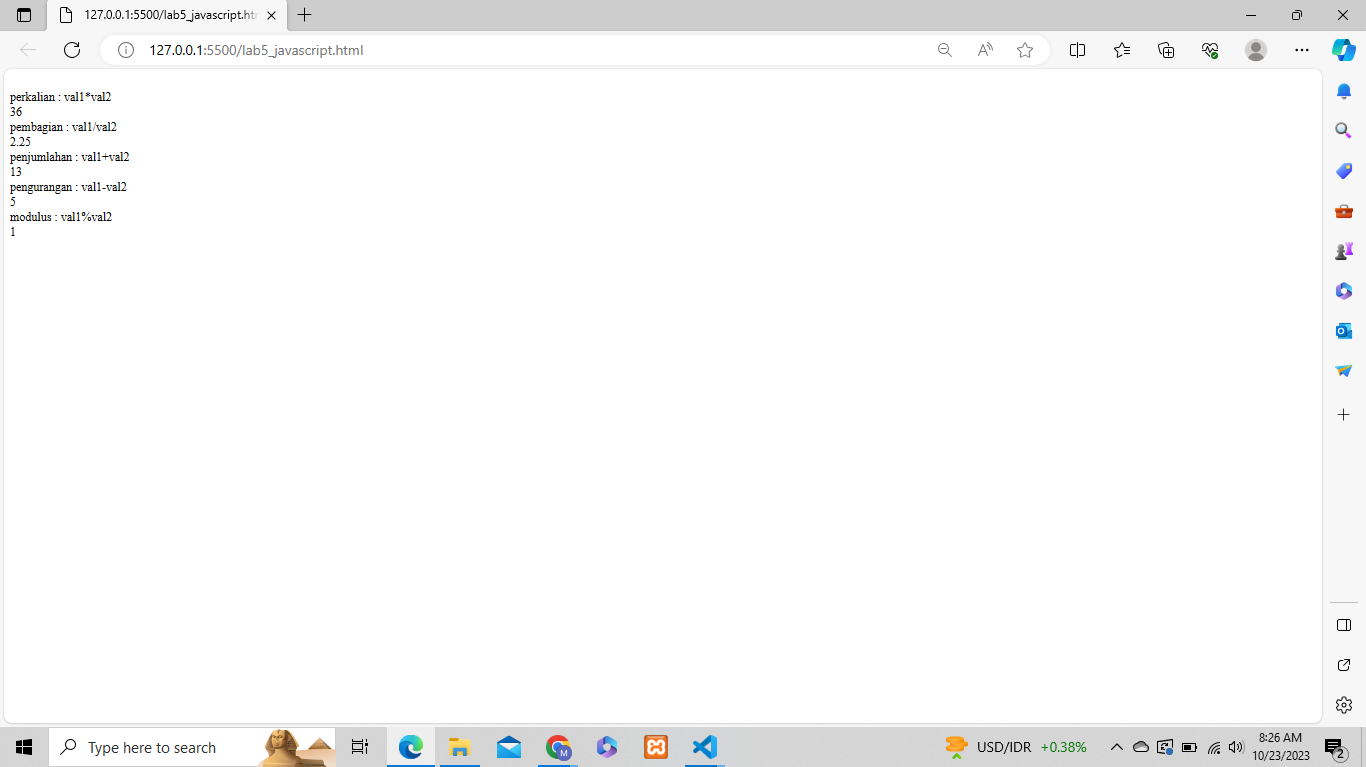 127.0.0.1:5500/lab5_javascript.htm
127.0.0.1:5500/lab5_javascript.html
perkalian : val1*val2
36
pembagian : val1/val2
2.25
penjumlahan : val1+val2
13
pengurangan : val1-val2
5
modulus : val1%val2
1
Type here to search
M
USD/IDR +0.38%
8:26 AM
10/23/2023
2